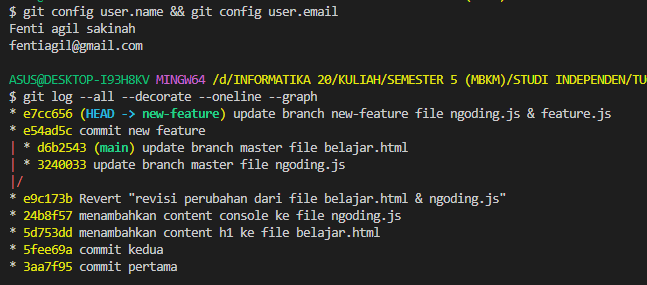 $ git config user.name && git config user.email
Fenti agil sakinah
fentiagil@gmail.com
ASUS@DESKTOP-I93H8KV MINGW64 /d/INFORMATIKA 20/KULIAH/SEMESTER 5 (MBKM)/STUDI INDEPENDEN/TU
$ git log --all --decorate --oneline --graph
* e7cc656 (HEAD -> new-feature) update branch new-feature file ngoding.js & feature.js
* e54ad5c commit new feature
| * d6b2543 (main) update branch master file belajar.html
| * 3240033 update branch master file ngoding.js
|/
* e9c173b Revert "revisi perubahan dari file belajar.html & ngoding.js"
* 24b8f57 menambahkan content console ke file ngoding.js
* 5d753dd menambahkan content h1 ke file belajar.html
* 5fee69a commit kedua
* 3aa7f95 commit pertama